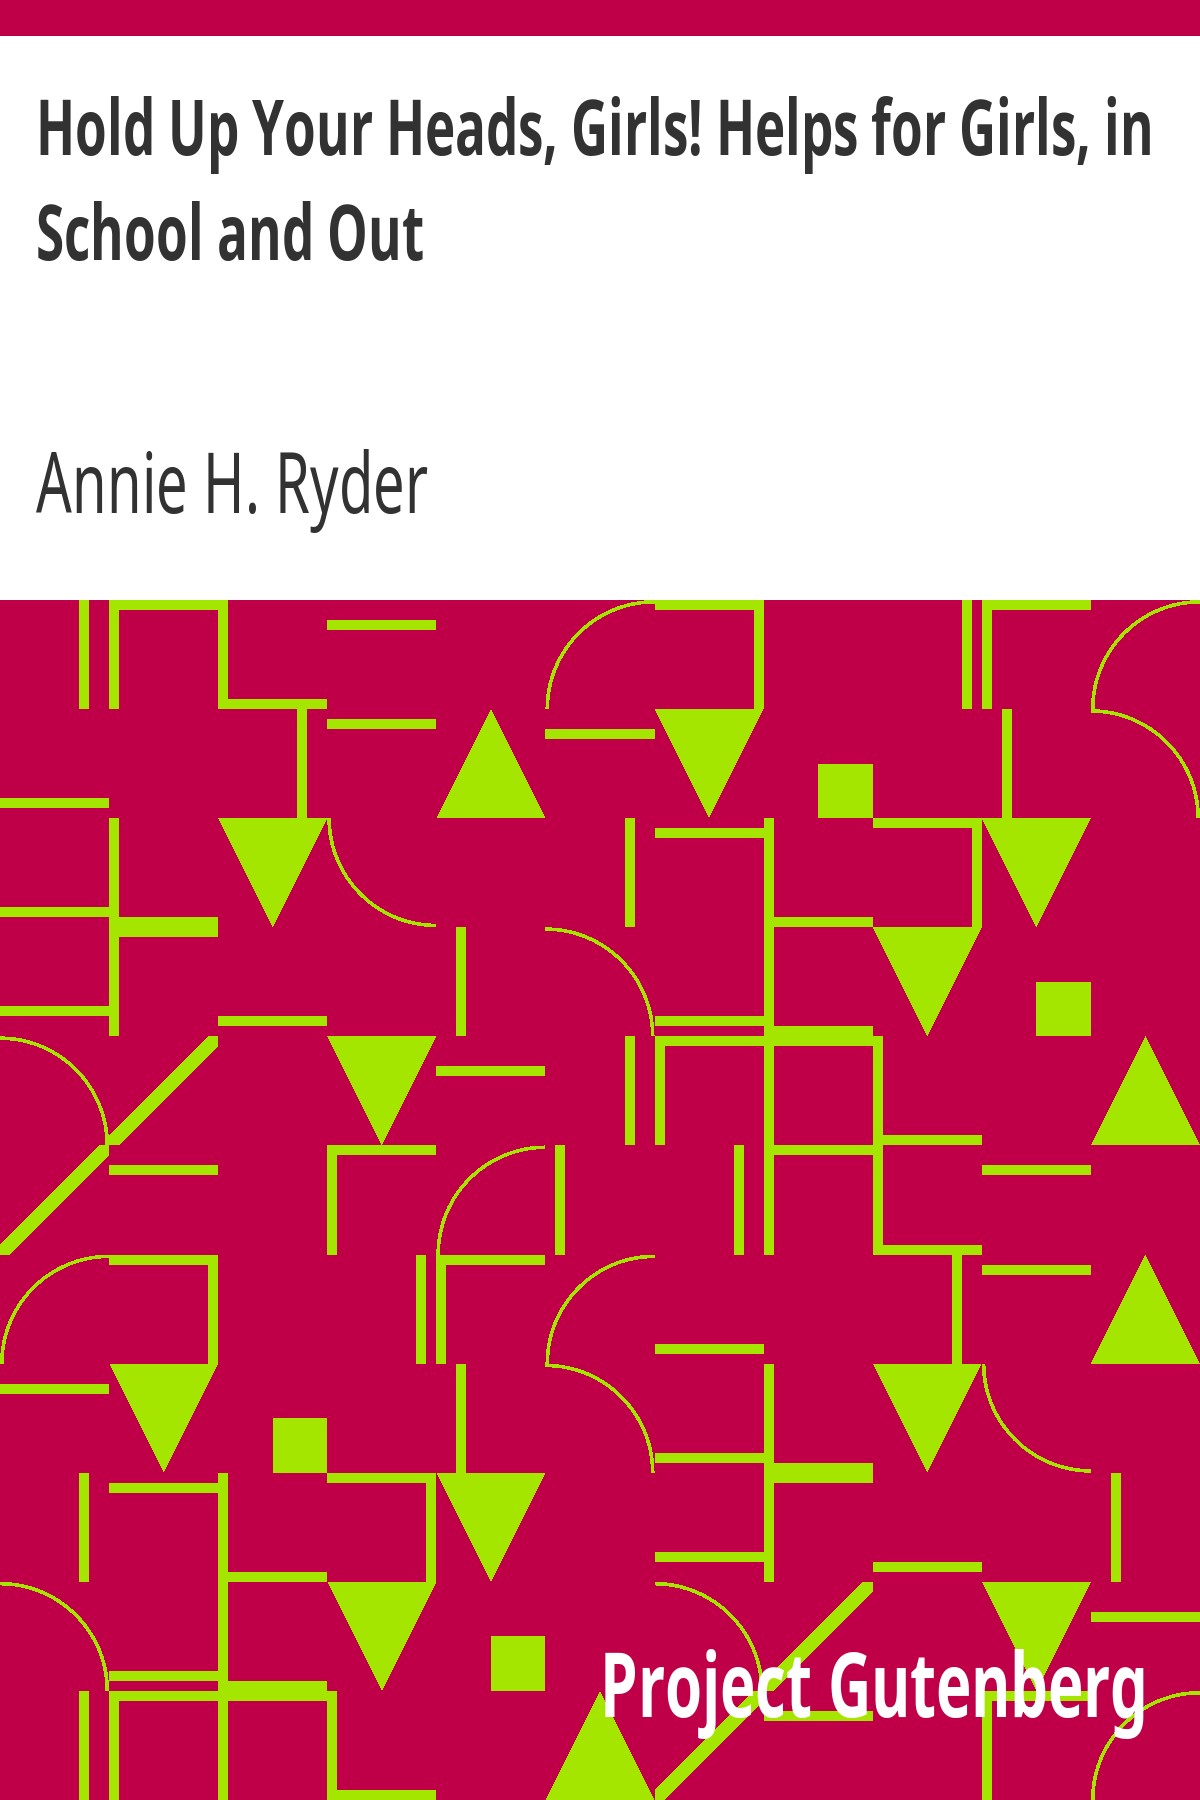 Hold Up Your Heads, Girls! Helps for Girls, in
School and Out
Annie H. Ryder
Project Gutenberg